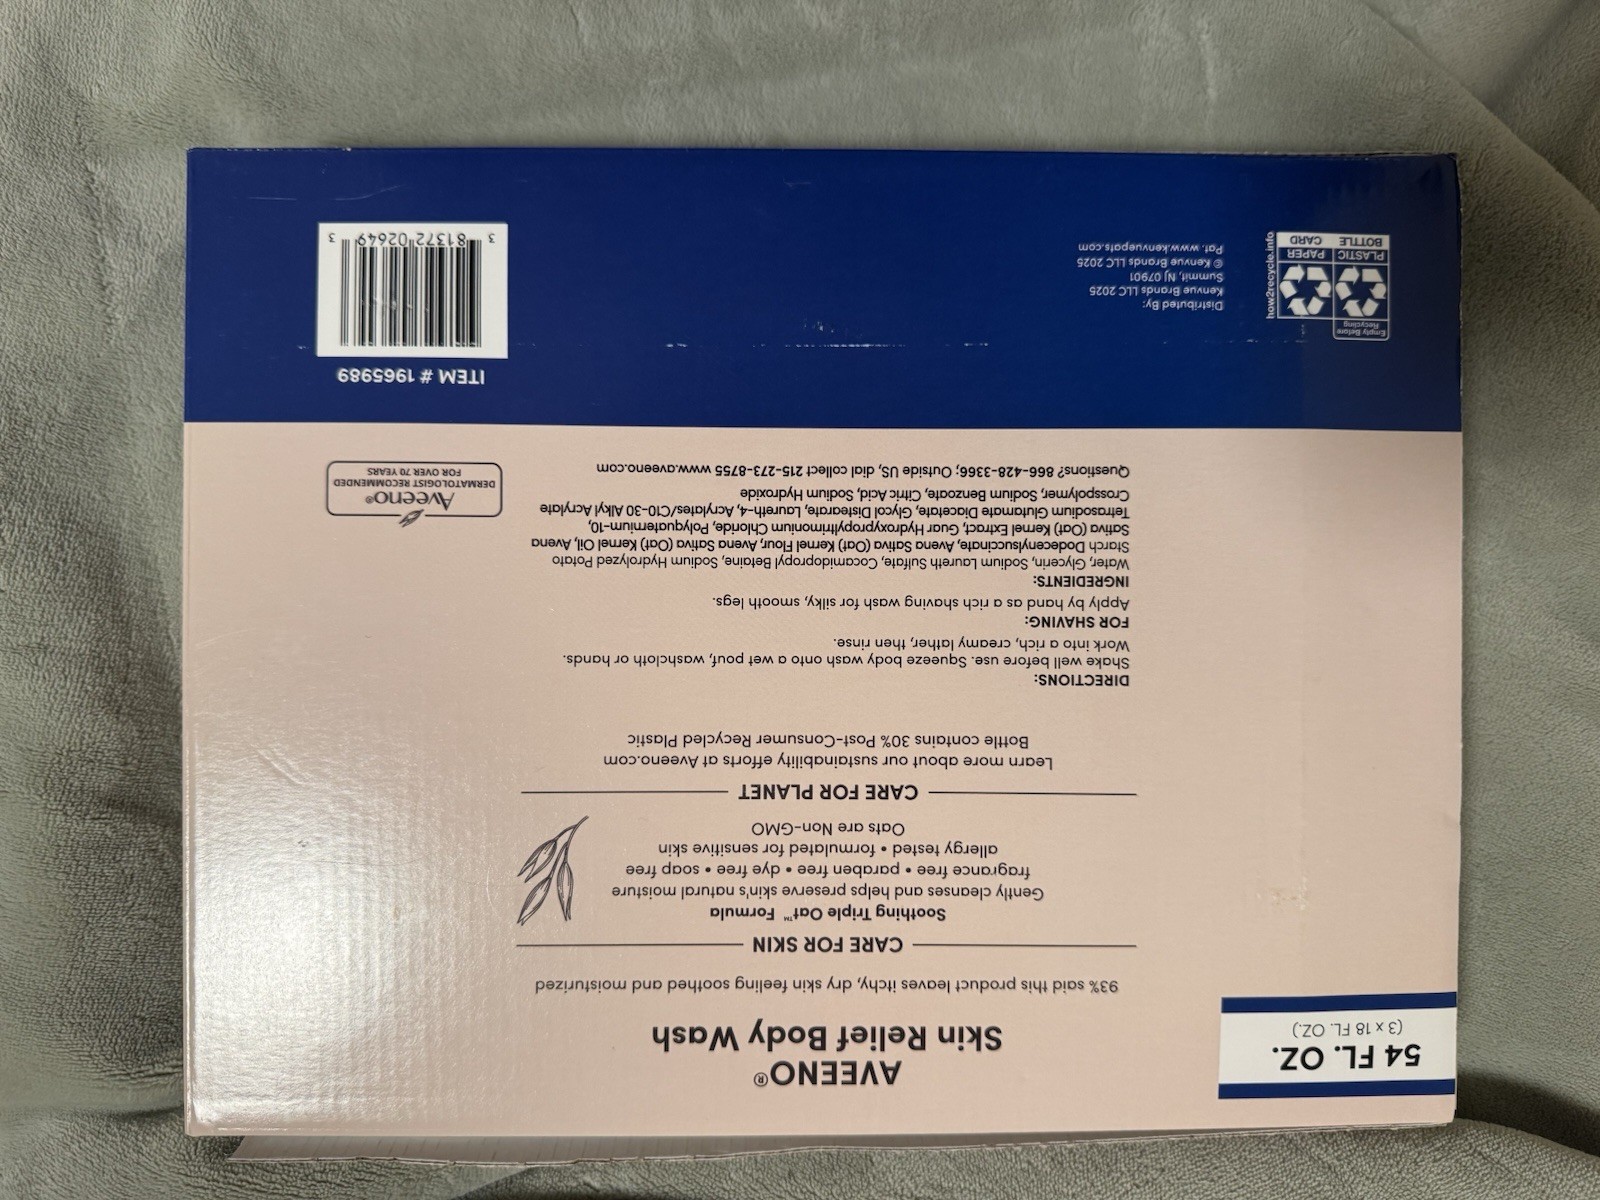 54 FL. OZ.
(3 x 18 FL. OZ.)
AVEENO®
Skin Relief Body Wash
93% said this product leaves itchy, dry skin feeling soothed and moisturized
CARE FOR SKIN
Soothing Triple Oat™ Formula
Gently cleanses and helps preserve skin's natural moisture
fragrance free • paraben free • dye free • soap free
allergy tested • formulated for sensitive skin
Oats are Non-GMO
CARE FOR PLANET
Learn more about our sustainability efforts at Aveeno.com
Bottle contains 30% Post-Consumer Recycled Plastic
DIRECTIONS:
Shake well before use. Squeeze body wash onto a wet pouf, washcloth or hands.
Work into a rich, creamy lather, then rinse.
FOR SHAVING:
Apply by hand as a rich shaving wash for silky, smooth legs.
INGREDIENTS:
Water, Glycerin, Sodium Laureth Sulfate, Cocamidopropyl Betaine, Sodium Hydrolyzed Potato
Starch Dodecenylsuccinate, Avena Sativa (Oat) Kernel Flour, Avena Sativa (Oat) Kernel Oil, Avena
Sativa (Oat) Kernel Extract, Guar Hydroxypropyltrimonium Chloride, Polyquaternium-10,
Tetrasodium Glutamate Diacetate, Glycol Distearate, Laureth-4, Acrylates/C10-30 Alkyl Acrylate
Crosspolymer, Sodium Benzoate, Citric Acid, Sodium Hydroxide
Questions? 866-428-3366; Outside US, dial collect 215-273-8755 www.aveeno.com
Aveeno®
DERMATOLOGIST RECOMMENDED
FOR OVER 70 YEARS
Empty Before
Recycling
PLASTIC
BOTTLE
PAPER
CARD
how2recycle.info
Distributed By:
Kenvue Brands LLC 2025
Summit, NJ 07901
© Kenvue Brands LLC 2025
Pat. www.kenvuepats.com
ITEM # 1965989
3 81372 02649 3